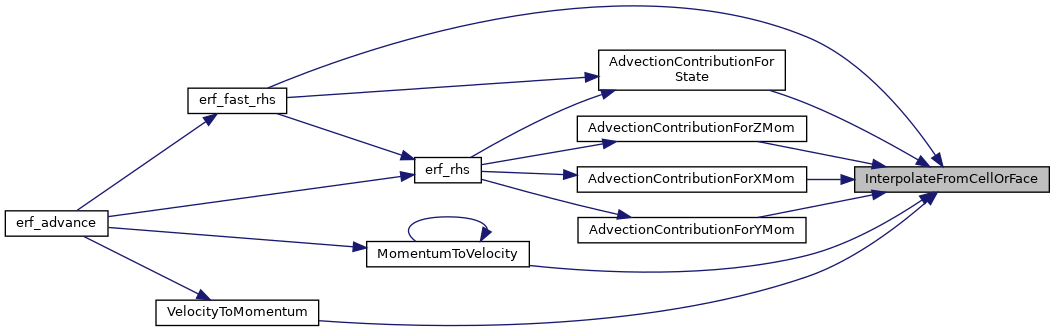 AdvectionContributionFor
State
erf_fast_rhs
AdvectionContributionForZMom
erf_rhs
AdvectionContributionForXMom
InterpolateFromCellOrFace
erf_advance
AdvectionContributionForYMom
MomentumToVelocity
VelocityToMomentum